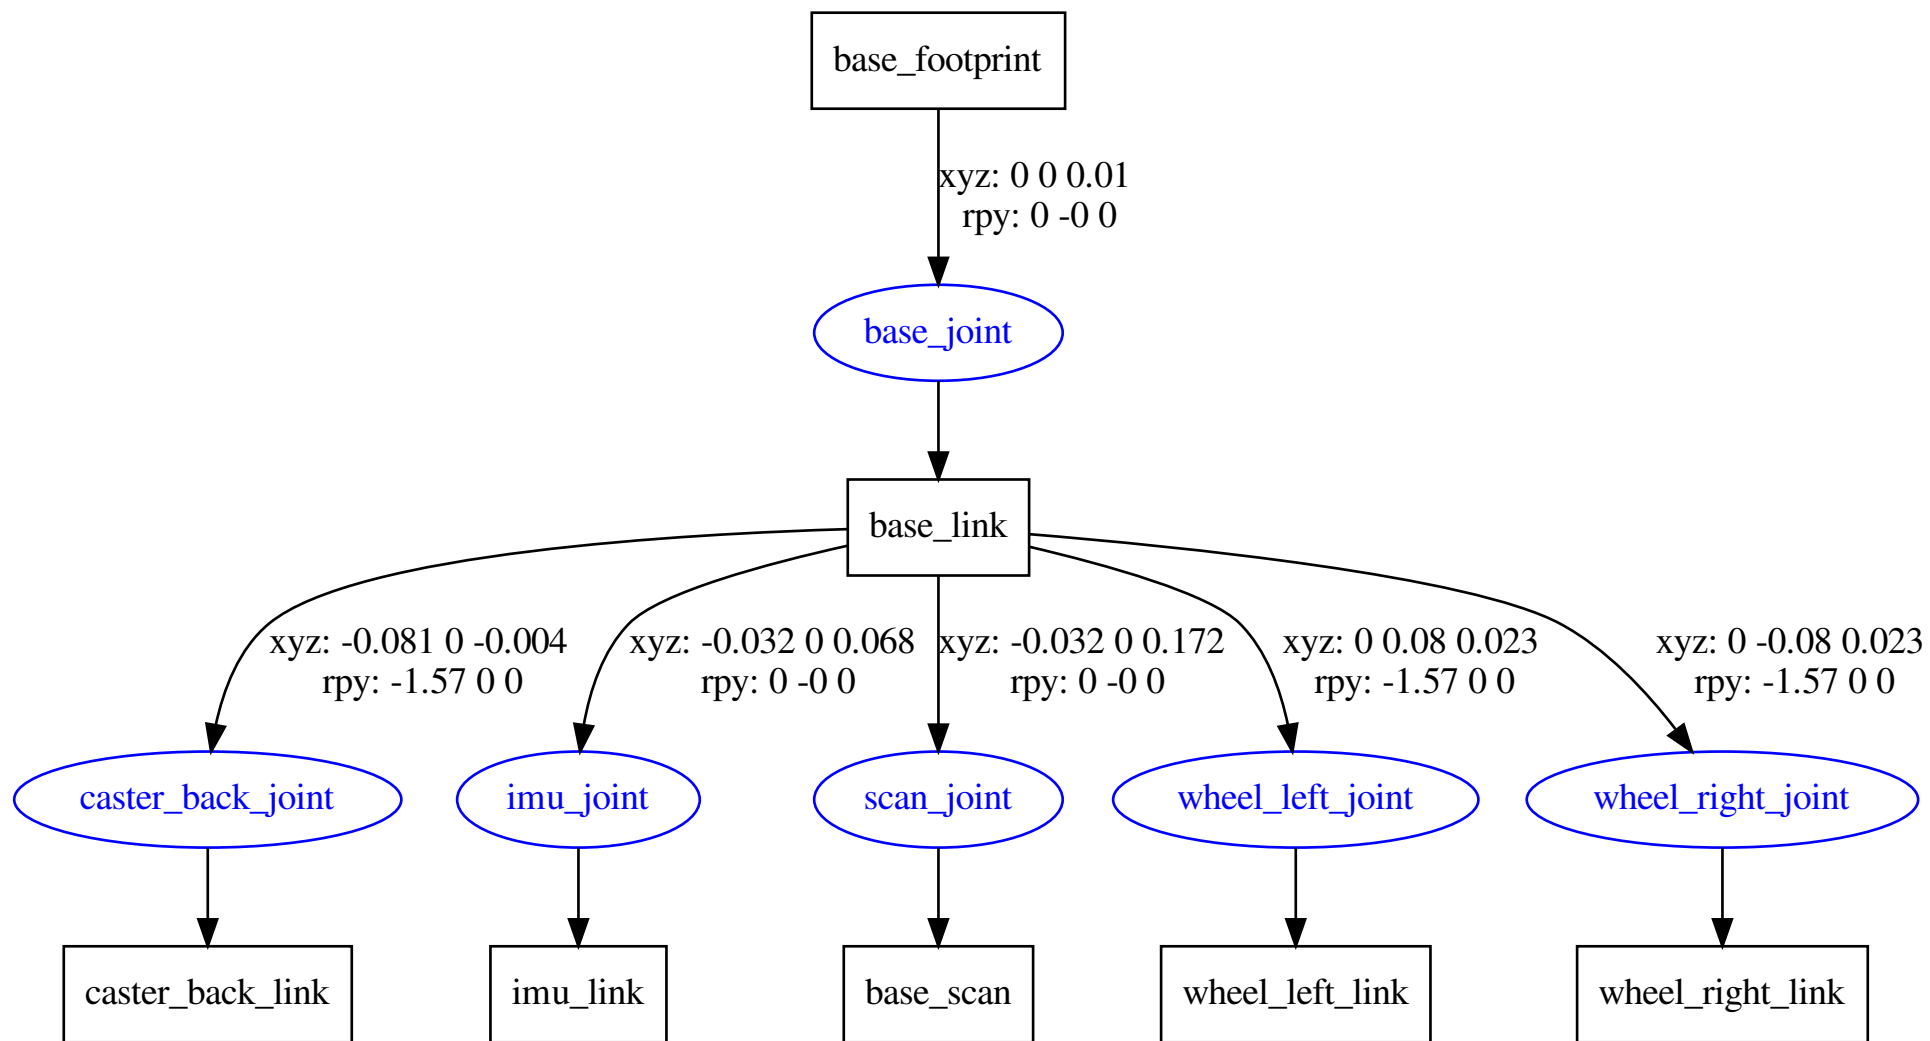 base_footprint
xyz: 0 0 0.01
rpy: 0 -0 0
base_joint
base_link
xyz: -0.081 0 -0.004
rpy: -1.57 0 0
xyz: -0.032 0 0.068
rpy: 0 -0 0
xyz: -0.032 0 0.172
rpy: 0 -0 0
xyz: 0 0.08 0.023
rpy: -1.57 0 0
xyz: 0 -0.08 0.023
rpy: -1.57 0 0
caster_back_joint
imu_joint
scan_joint
wheel_left_joint
wheel_right_joint
caster_back_link
imu_link
base_scan
wheel_left_link
wheel_right_link